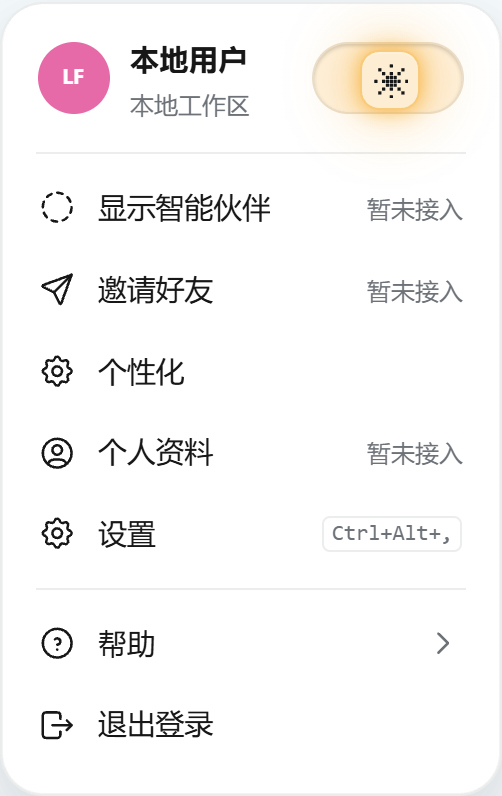 LF
本地用户
本地工作区
显示智能伙伴 暂未接入
邀请好友 暂未接入
个性化
个人资料 暂未接入
设置 Ctrl+Alt+,
帮助
退出登录